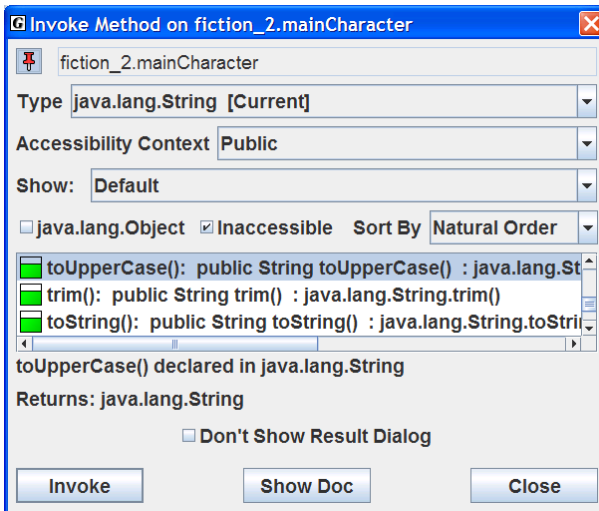 Invoke Method on fiction_2.mainCharacter
fiction_2.mainCharacter
Type java.lang.String [Current]
Accessibility Context Public
Show: Default
java.lang.Object Inaccessible Sort By Natural Order
toUpperCase(): public String toUpperCase() : java.lang.St
trim(): public String trim() : java.lang.String.trim()
toString(): public String toString() : java.lang.String.toStri
toUpperCase() declared in java.lang.String
Returns: java.lang.String
Don't Show Result Dialog
Invoke Show Doc Close